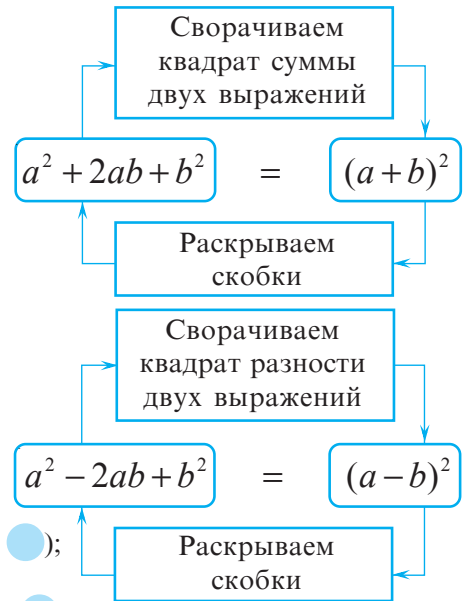 Сворачиваем
квадрат суммы
двух выражений
a² + 2ab + b² = (a + b)²
Раскрываем
скобки
Сворачиваем
квадрат разности
двух выражений
a² − 2ab + b² = (a − b)²
);
Раскрываем
скобки